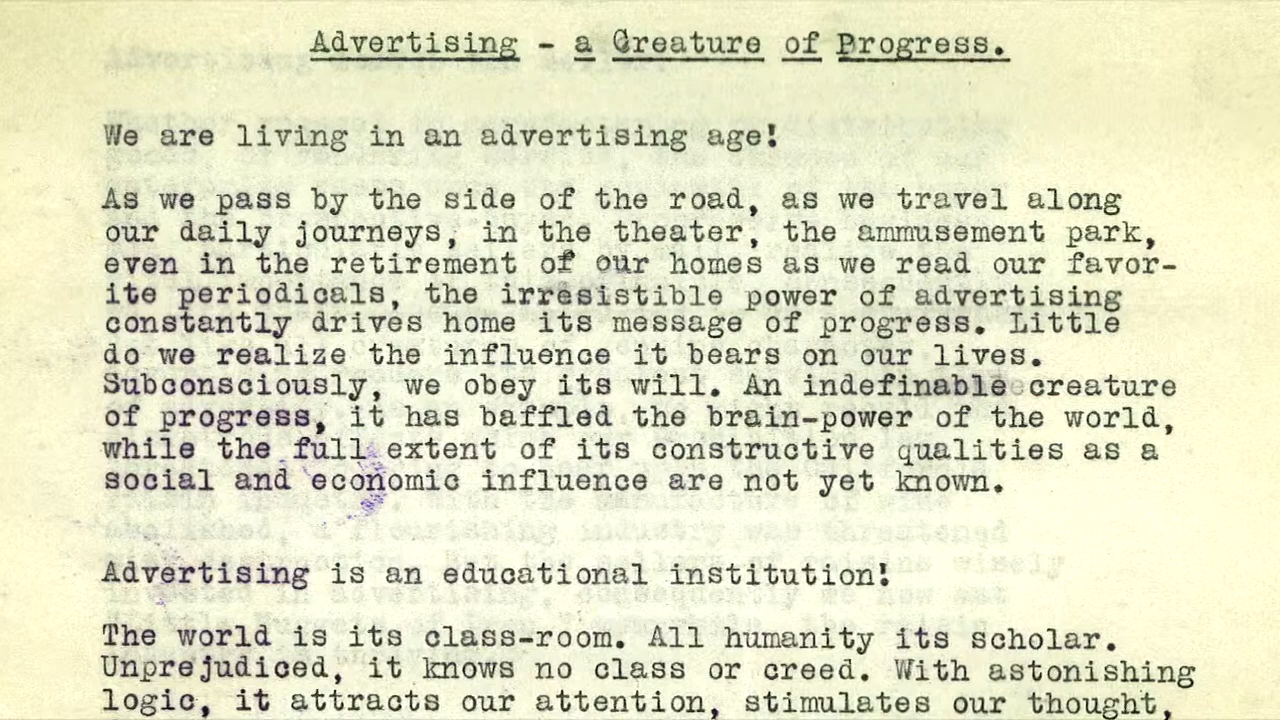 Advertising - a Creature of Progress.
We are living in an advertising age!
As we pass by the side of the road, as we travel along
our daily journeys, in the theater, the ammusement park,
even in the retirement of our homes as we read our favor-
ite periodicals, the irresistible power of advertising
constantly drives home its message of progress. Little
do we realize the influence it bears on our lives.
Subconsciously, we obey its will. An indefinable creature
of progress, it has baffled the brain-power of the world,
while the full extent of its constructive qualities as a
social and economic influence are not yet known.
Advertising is an educational institution!
The world is its class-room. All humanity its scholar.
Unprejudiced, it knows no class or creed. With astonishing
logic, it attracts our attention, stimulates our thought,